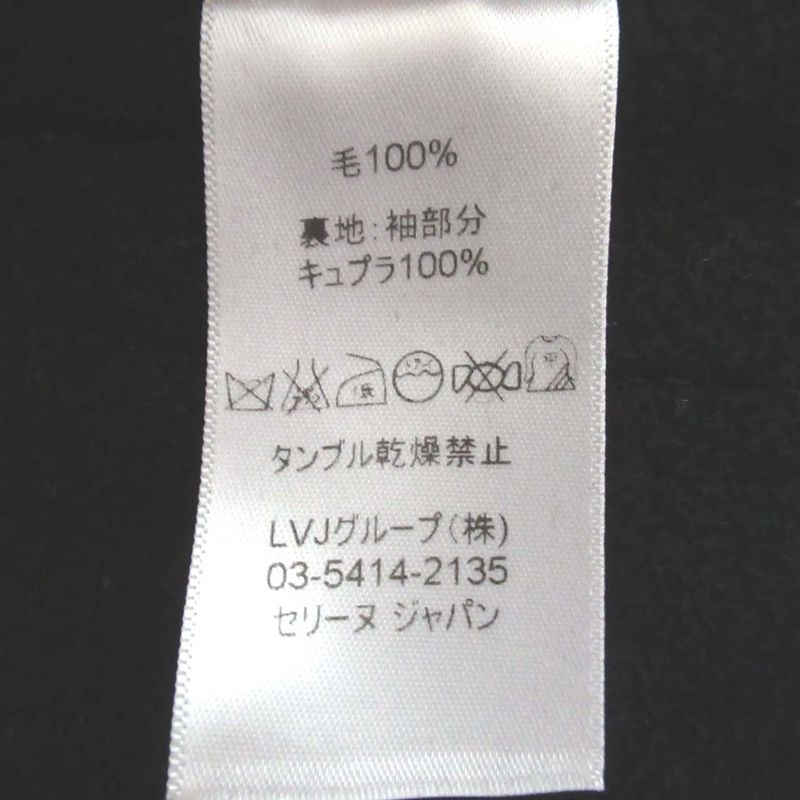 毛100%
裏地:袖部分
キュプラ100%
タンブル乾燥禁止
LVJグループ(株)
03-5414-2135
セリーヌ ジャパン